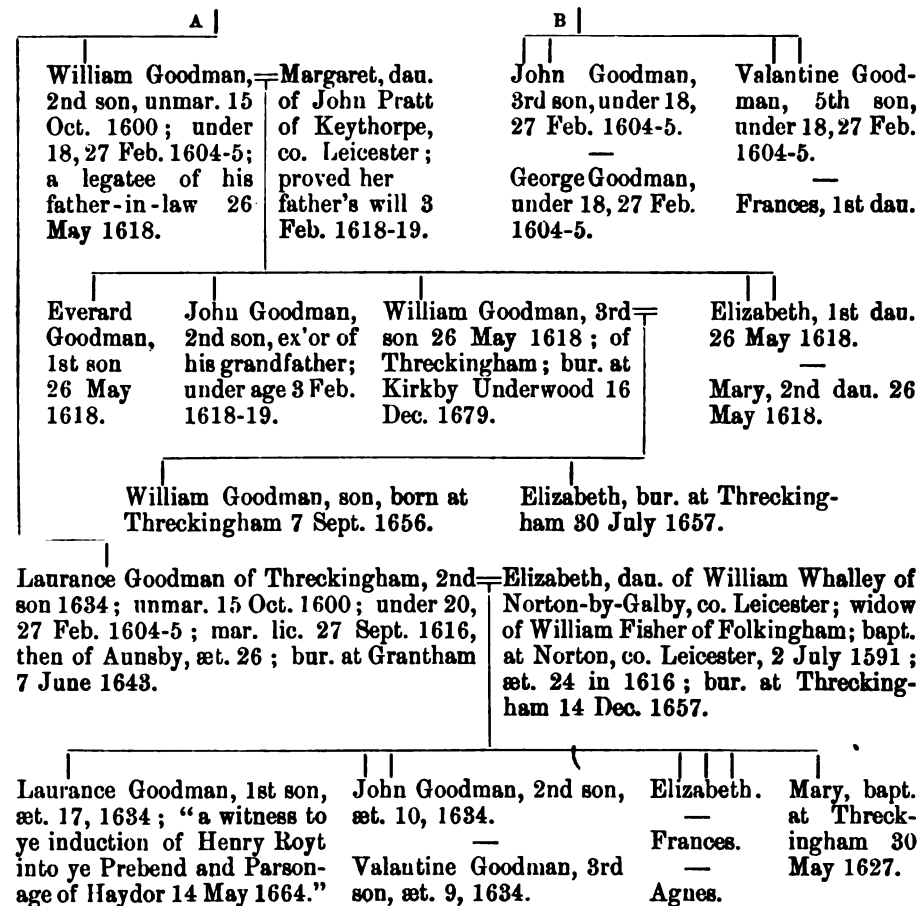 A
B
William Goodman,
2nd son, unmar. 15
Oct. 1600 ; under
18, 27 Feb. 1604-5;
a legatee of his
father-in-law 26
May 1618.
Margaret, dau.
of John Pratt
of Keythorpe,
co. Leicester ;
proved her
father's will 3
Feb. 1618-19.
John Goodman,
3rd son, under 18,
27 Feb. 1604-5.
—
George Goodman,
under 18, 27 Feb.
1604-5.
Valantine Good-
man, 5th son,
under 18, 27 Feb.
1604-5.
—
Frances, 1st dau.
Everard
Goodman,
1st son
26 May
1618.
John Goodman,
2nd son, ex'or of
his grandfather;
under age 3 Feb.
1618-19.
William Goodman, 3rd
son 26 May 1618 ; of
Threckingham ; bur. at
Kirkby Underwood 16
Dec. 1679.
Elizabeth, 1st dau.
26 May 1618.
—
Mary, 2nd dau. 26
May 1618.
William Goodman, son, born at
Threckingham 7 Sept. 1656.
Elizabeth, bur. at Threcking-
ham 30 July 1657.
Laurance Goodman of Threckingham, 2nd
son 1634 ; unmar. 15 Oct. 1600 ; under 20,
27 Feb. 1604-5 ; mar. lic. 27 Sept. 1616,
then of Aunsby, æt. 26 ; bur. at Grantham
7 June 1643.
Elizabeth, dau. of William Whalley of
Norton-by-Galby, co. Leicester ; widow
of William Fisher of Folkingham ; bapt.
at Norton, co. Leicester, 2 July 1591 ;
æt. 24 in 1616 ; bur. at Threcking-
ham 14 Dec. 1657.
Laurance Goodman, 1st son,
æt. 17, 1634 ; "a witness to
ye induction of Henry Royt
into ye Prebend and Parson-
age of Haydor 14 May 1664."
John Goodman, 2nd son,
æt. 10, 1634.
—
Valantine Goodman, 3rd
son, æt. 9, 1634.
Elizabeth.
—
Frances.
—
Agnes.
Mary, bapt.
at Threck-
ingham 30
May 1627.